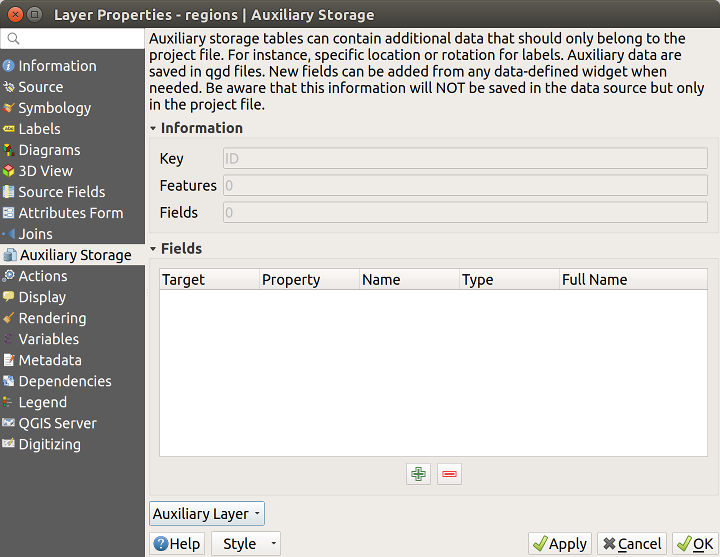 Layer Properties - regions | Auxiliary Storage
Information
Source
Symbology
Labels
Diagrams
3D View
Source Fields
Attributes Form
Joins
Auxiliary Storage
Actions
Display
Rendering
Variables
Metadata
Dependencies
Legend
QGIS Server
Digitizing
Auxiliary storage tables can contain additional data that should only belong to the
project file. For instance, specific location or rotation for labels. Auxiliary data are
saved in qgd files. New fields can be added from any data-defined widget when
needed. Be aware that this information will NOT be saved in the data source but only
in the project file.
Information
Key ID
Features 0
Fields 0
Fields
Target Property Name Type Full Name
Auxiliary Layer
Help Style Apply Cancel OK